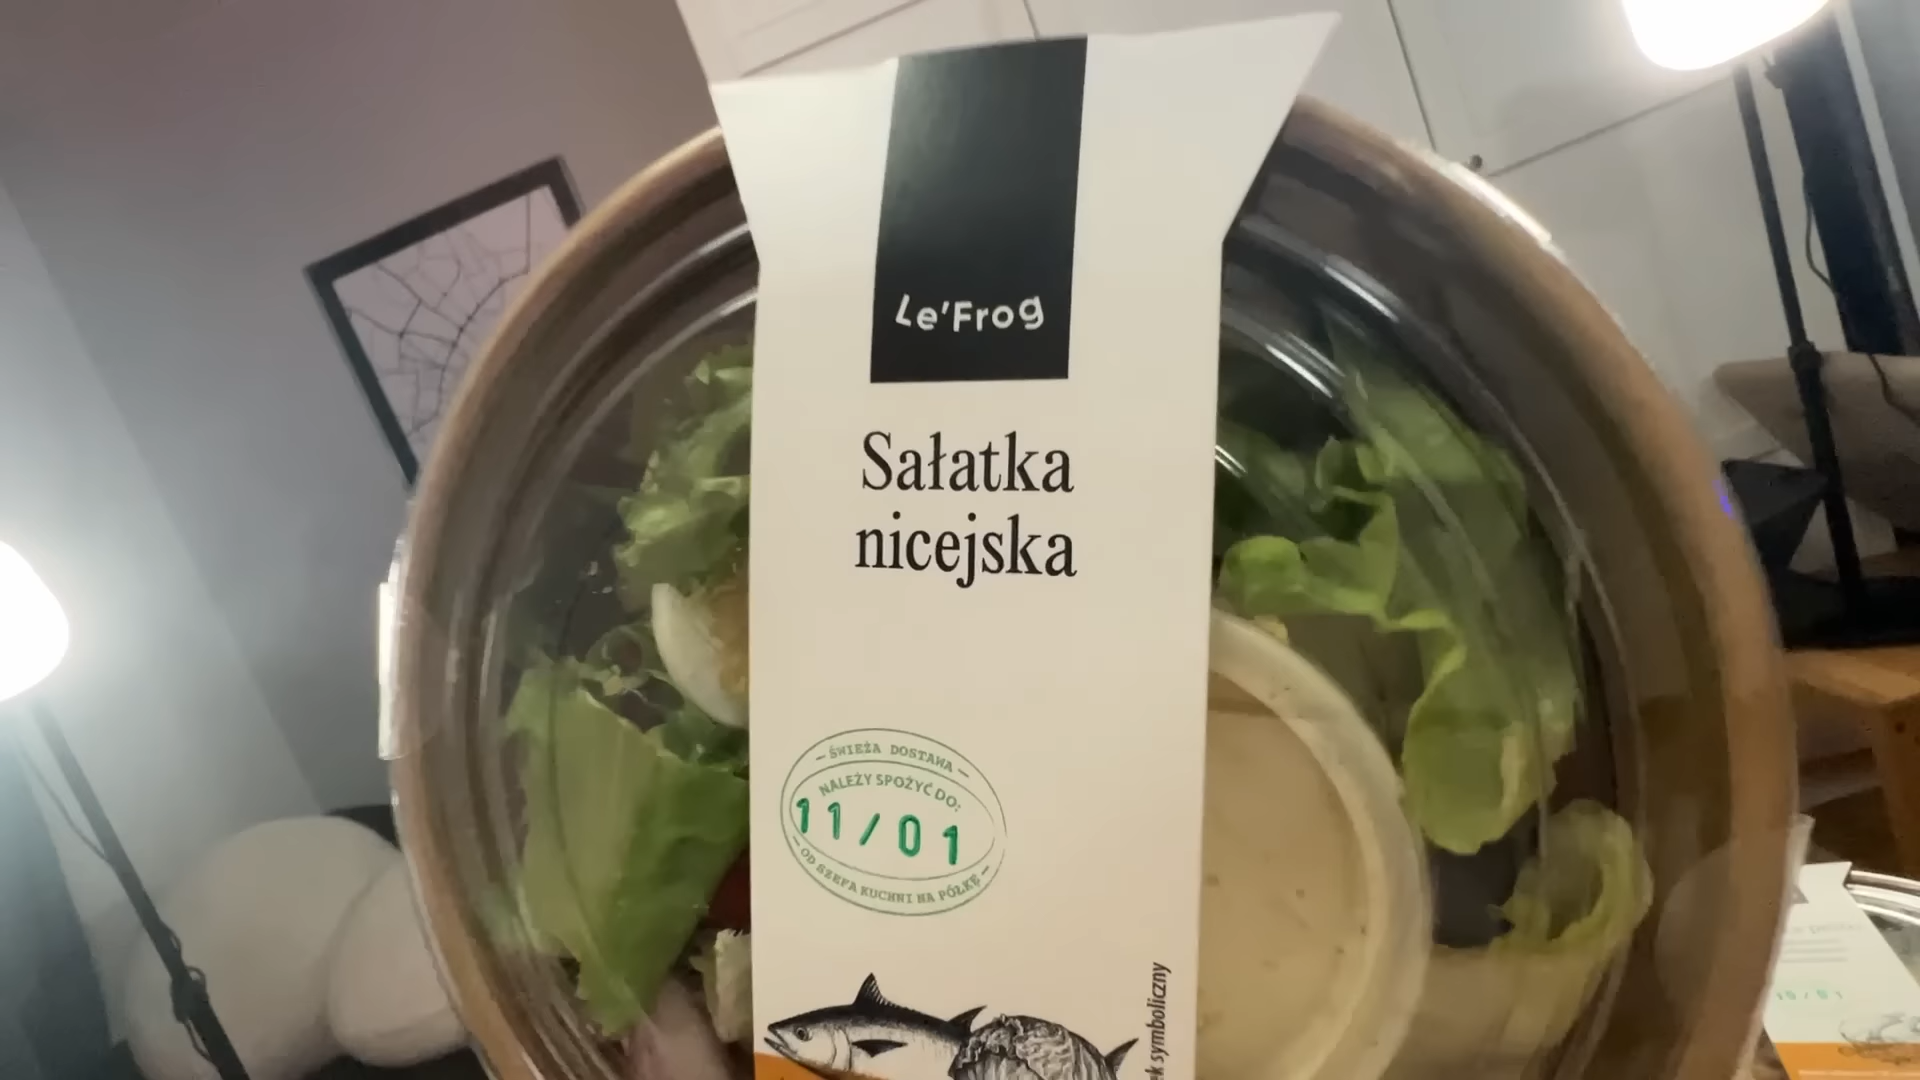 Le'Frog
Sałatka
nicejska
– ŚWIEŻA DOSTAWA –
NALEŻY SPOŻYĆ DO:
11/01
– OD SZEFA KUCHNI NA PÓŁKĘ –
symboliczny